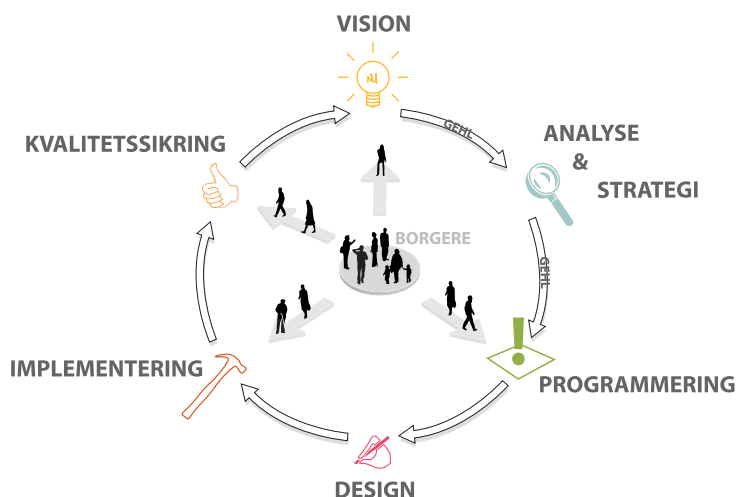 VISION
GEHL
ANALYSE
&
STRATEGI
KVALITETSSIKRING
BORGERE
GEHL
IMPLEMENTERING
PROGRAMMERING
DESIGN